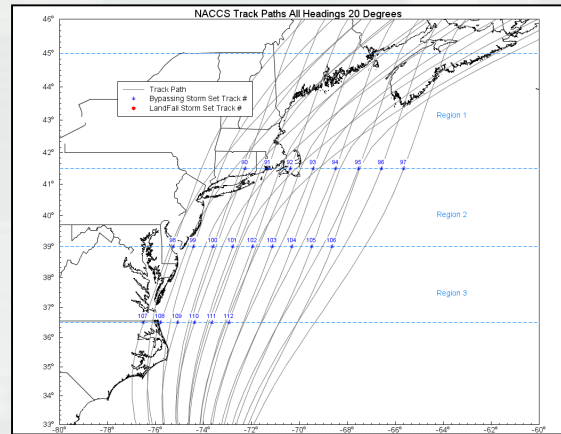 NACCS Track Paths All Headings 20 Degrees
46°
45°
44°
43°
42°
41°
40°
39°
38°
37°
36°
35°
34°
33°
Track Path
Bypassing Storm Set Track #
LandFall Storm Set Track #
Region 1
90 91 92 93 94 95 96 97
Region 2
98 99 100 101 102 103 104 105 106
Region 3
107 108 109 110 111 112
-80° -78° -76° -74° -72° -70° -68° -66° -64° -62° -60°